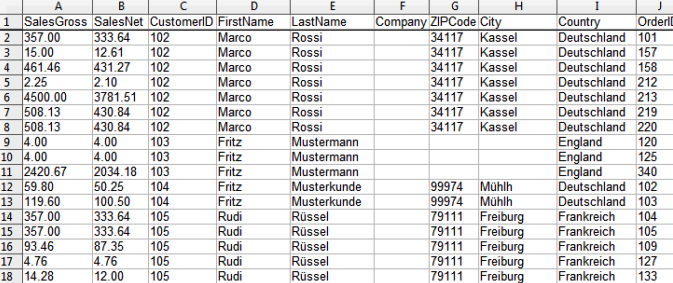 A B C D E F G H I J
1 SalesGross SalesNet CustomerID FirstName LastName Company ZIPCode City Country OrderID
2 357.00 333.64 102 Marco Rossi 34117 Kassel Deutschland 101
3 15.00 12.61 102 Marco Rossi 34117 Kassel Deutschland 157
4 461.46 431.27 102 Marco Rossi 34117 Kassel Deutschland 158
5 2.25 2.10 102 Marco Rossi 34117 Kassel Deutschland 212
6 4500.00 3781.51 102 Marco Rossi 34117 Kassel Deutschland 213
7 508.13 430.84 102 Marco Rossi 34117 Kassel Deutschland 219
8 508.13 430.84 102 Marco Rossi 34117 Kassel Deutschland 220
9 4.00 4.00 103 Fritz Mustermann England 120
10 4.00 4.00 103 Fritz Mustermann England 125
11 2420.67 2034.18 103 Fritz Mustermann England 340
12 59.80 50.25 104 Fritz Musterkunde 99974 Mühlh Deutschland 102
13 119.60 100.50 104 Fritz Musterkunde 99974 Mühlh Deutschland 103
14 357.00 333.64 105 Rudi Rüssel 79111 Freiburg Frankreich 104
15 357.00 333.64 105 Rudi Rüssel 79111 Freiburg Frankreich 105
16 93.46 87.35 105 Rudi Rüssel 79111 Freiburg Frankreich 109
17 4.76 4.76 105 Rudi Rüssel 79111 Freiburg Frankreich 127
18 14.28 12.00 105 Rudi Rüssel 79111 Freiburg Frankreich 133